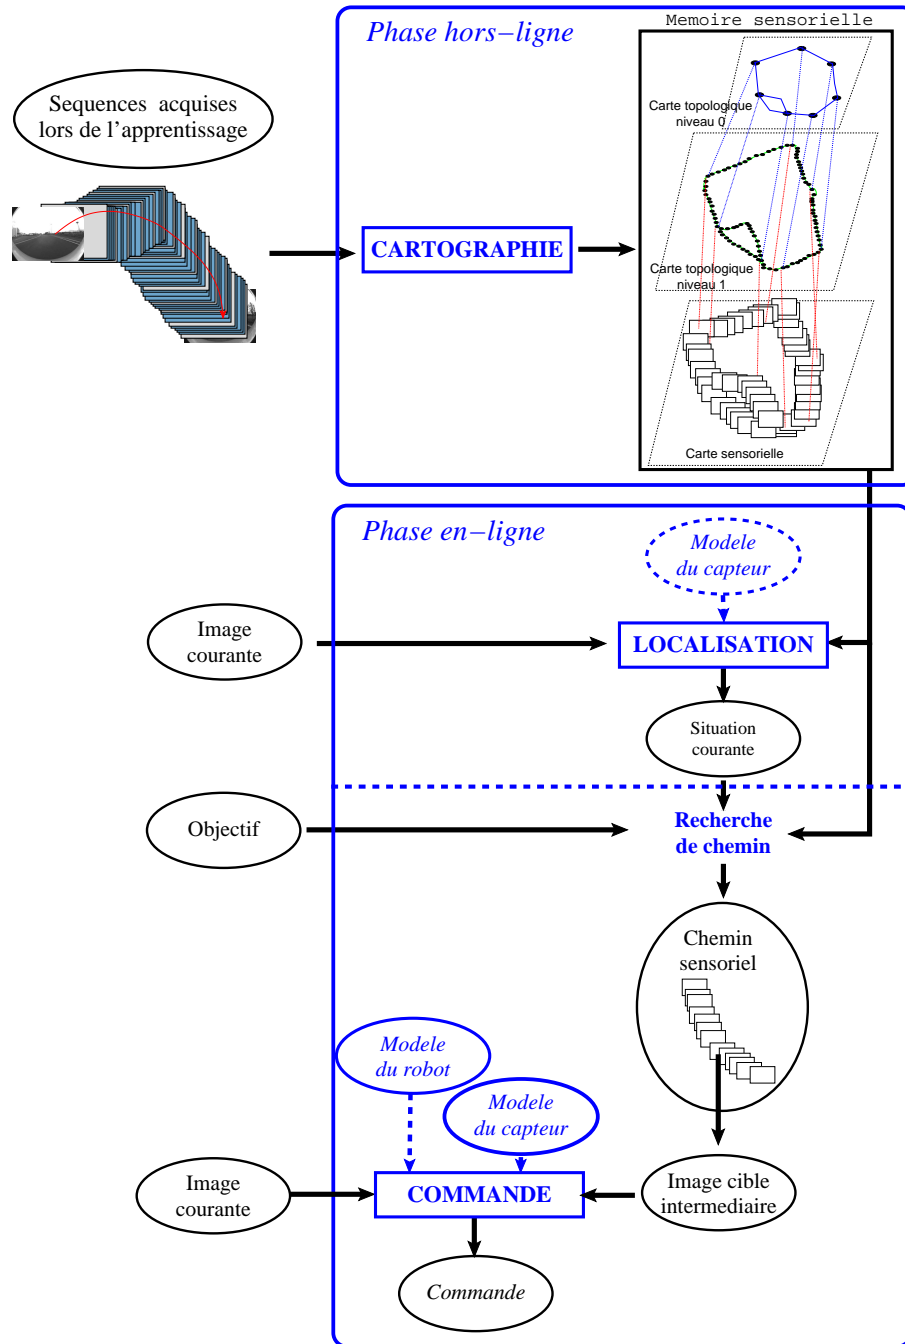 Phase hors–ligne
Memoire sensorielle
Sequences acquises
lors de l'apprentissage
Carte topologique
niveau 0
CARTOGRAPHIE
Carte topologique
niveau 1
Carte sensorielle
Phase en–ligne
Modele
du capteur
Image
courante
LOCALISATION
Situation
courante
Objectif
Recherche
de chemin
Chemin
sensoriel
Modele
du robot
Modele
du capteur
Image
courante
COMMANDE
Image cible
intermediaire
Commande